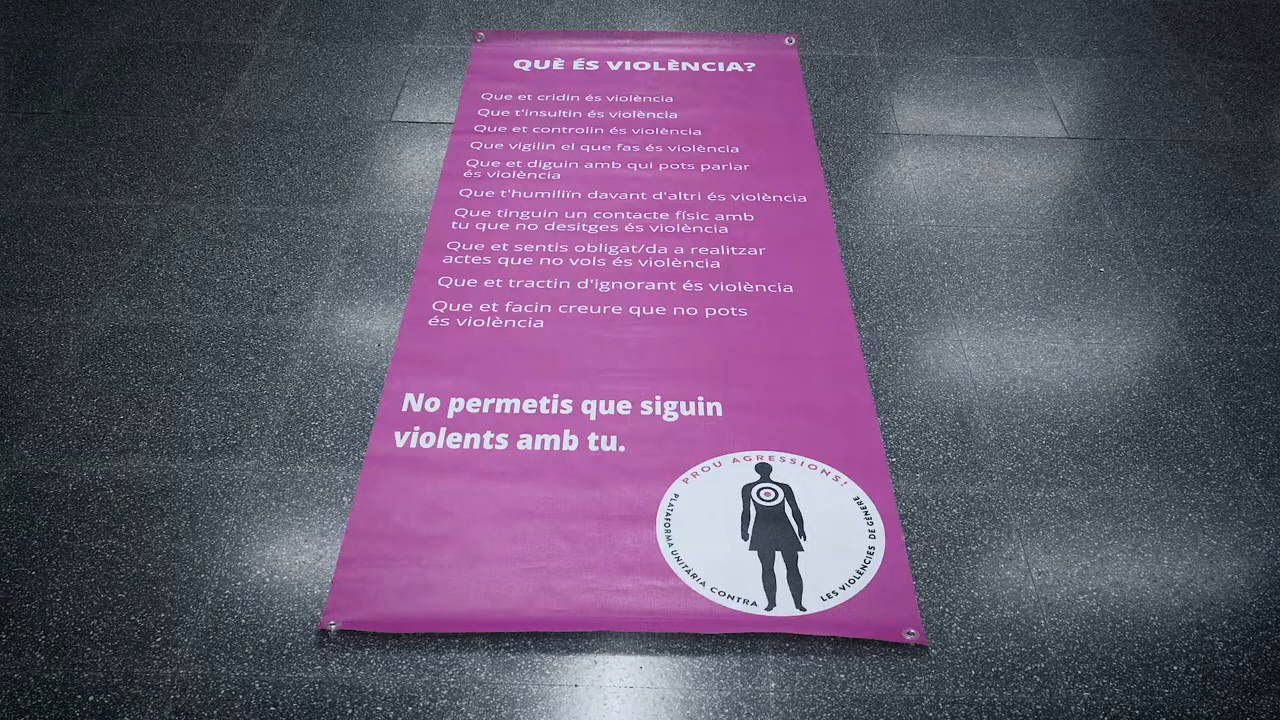 QUÈ ÉS VIOLÈNCIA?
Que et cridin és violència
Que t'insultin és violència
Que et controlin és violència
Que vigilin el que fas és violència
Que et diguin amb qui pots parlar
és violència
Que t'humiliïn davant d'altri és violència
Que tinguin un contacte físic amb
tu que no desitges és violència
Que et sentis obligat/da a realitzar
actes que no vols és violència
Que et tractin d'ignorant és violència
Que et facin creure que no pots
és violència
No permetis que siguin
violents amb tu.
PROU AGRESSIONS!
PLATAFORMA UNITÀRIA CONTRA LES VIOLÈNCIES DE GÈNERE